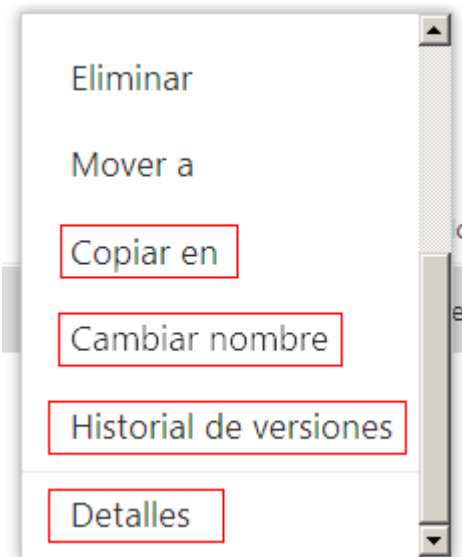 Eliminar
Mover a
Copiar en
Cambiar nombre
Historial de versiones
Detalles